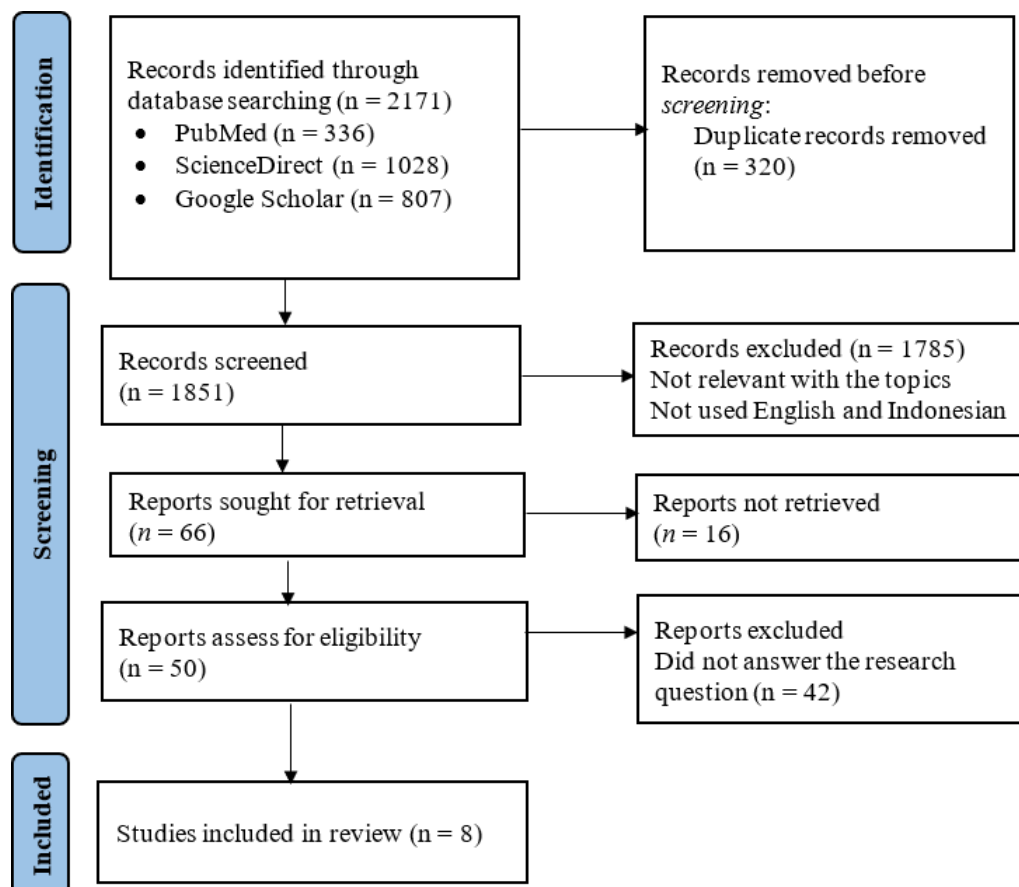 Identification
Records identified through
database searching (n = 2171)
• PubMed (n = 336)
• ScienceDirect (n = 1028)
• Google Scholar (n = 807)
Records removed before
screening:
Duplicate records removed
(n = 320)
Screening
Records screened
(n = 1851)
Records excluded (n = 1785)
Not relevant with the topics
Not used English and Indonesian
Reports sought for retrieval
(n = 66)
Reports not retrieved
(n = 16)
Reports assess for eligibility
(n = 50)
Reports excluded
Did not answer the research
question (n = 42)
Included
Studies included in review (n = 8)